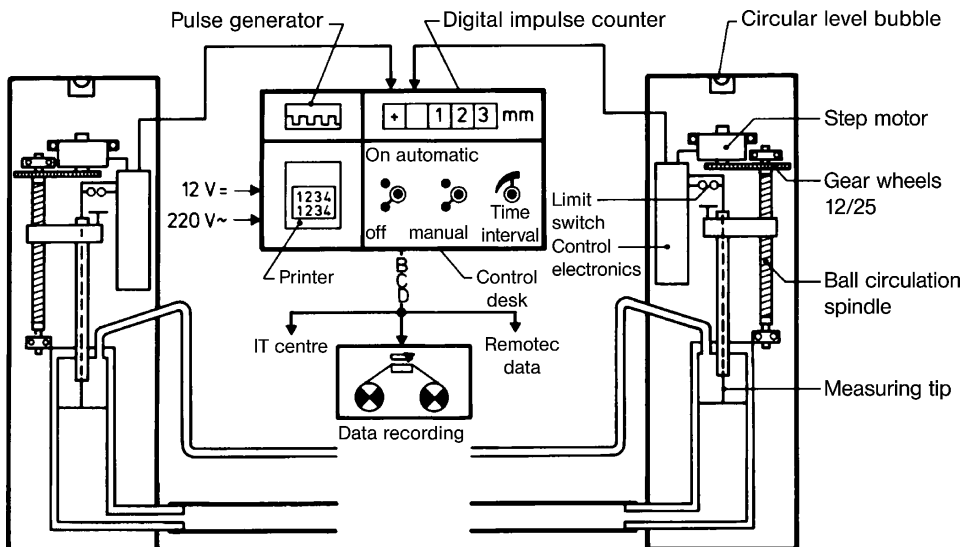 Pulse generator
Digital impulse counter
Circular level bubble
+ 1 2 3 mm
Step motor
On automatic
12 V =
220 V~
1234
1234
Time
off manual interval
Limit
switch
Gear wheels
12/25
Control
electronics
Printer
B
C
D
Control
desk
Ball circulation
spindle
IT centre
Remotec
data
Measuring tip
Data recording